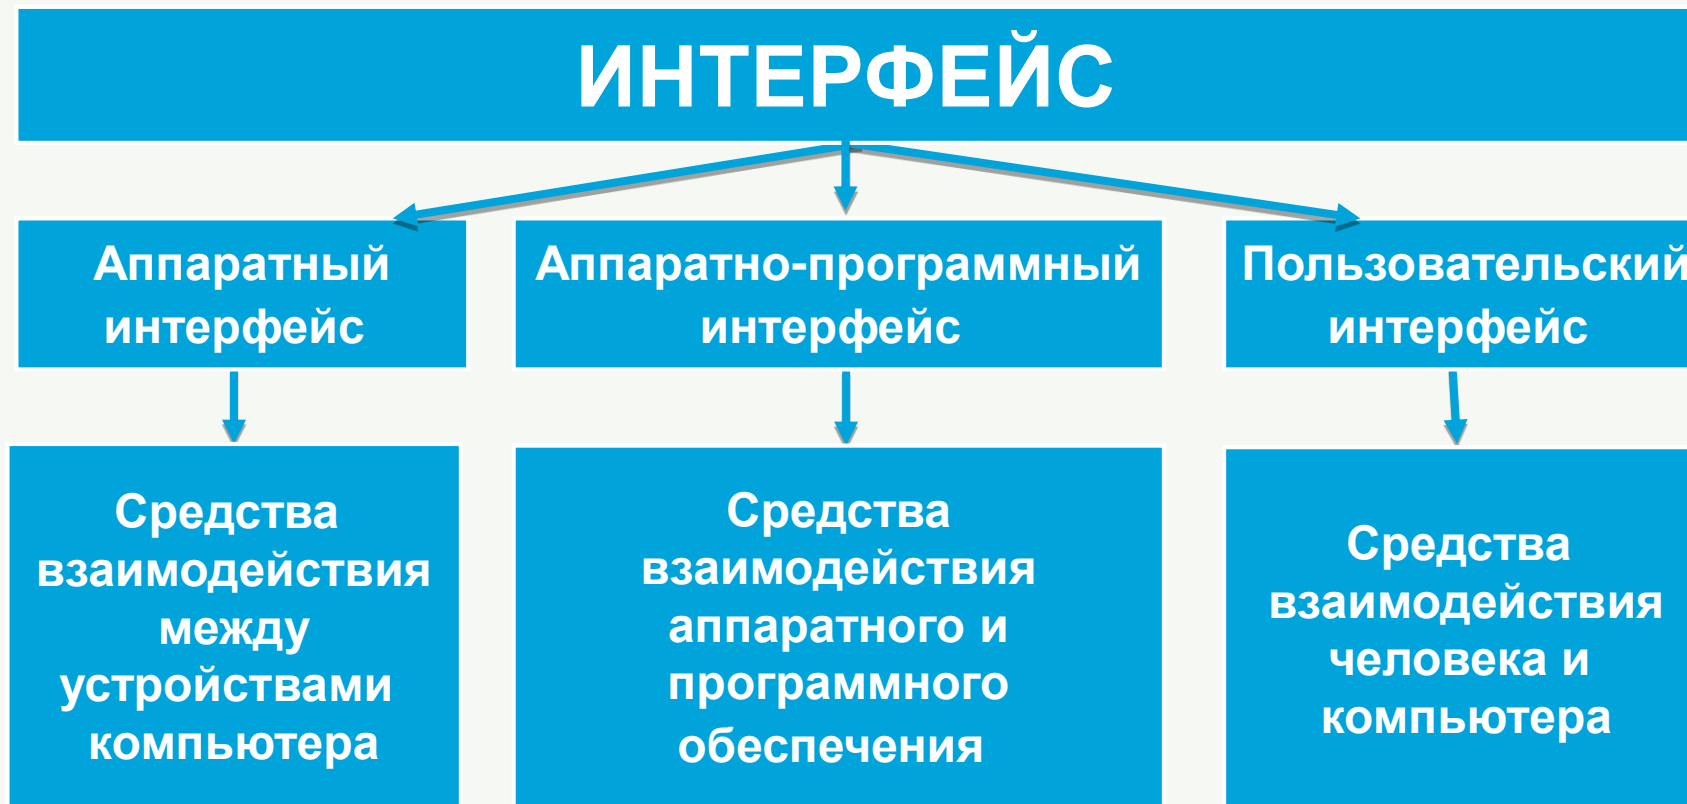 ИНТЕРФЕЙС
Аппаратный
интерфейс
Аппаратно-программный
интерфейс
Пользовательский
интерфейс
Средства
взаимодействия
между
устройствами
компьютера
Средства
взаимодействия
аппаратного и
программного
обеспечения
Средства
взаимодействия
человека и
компьютера